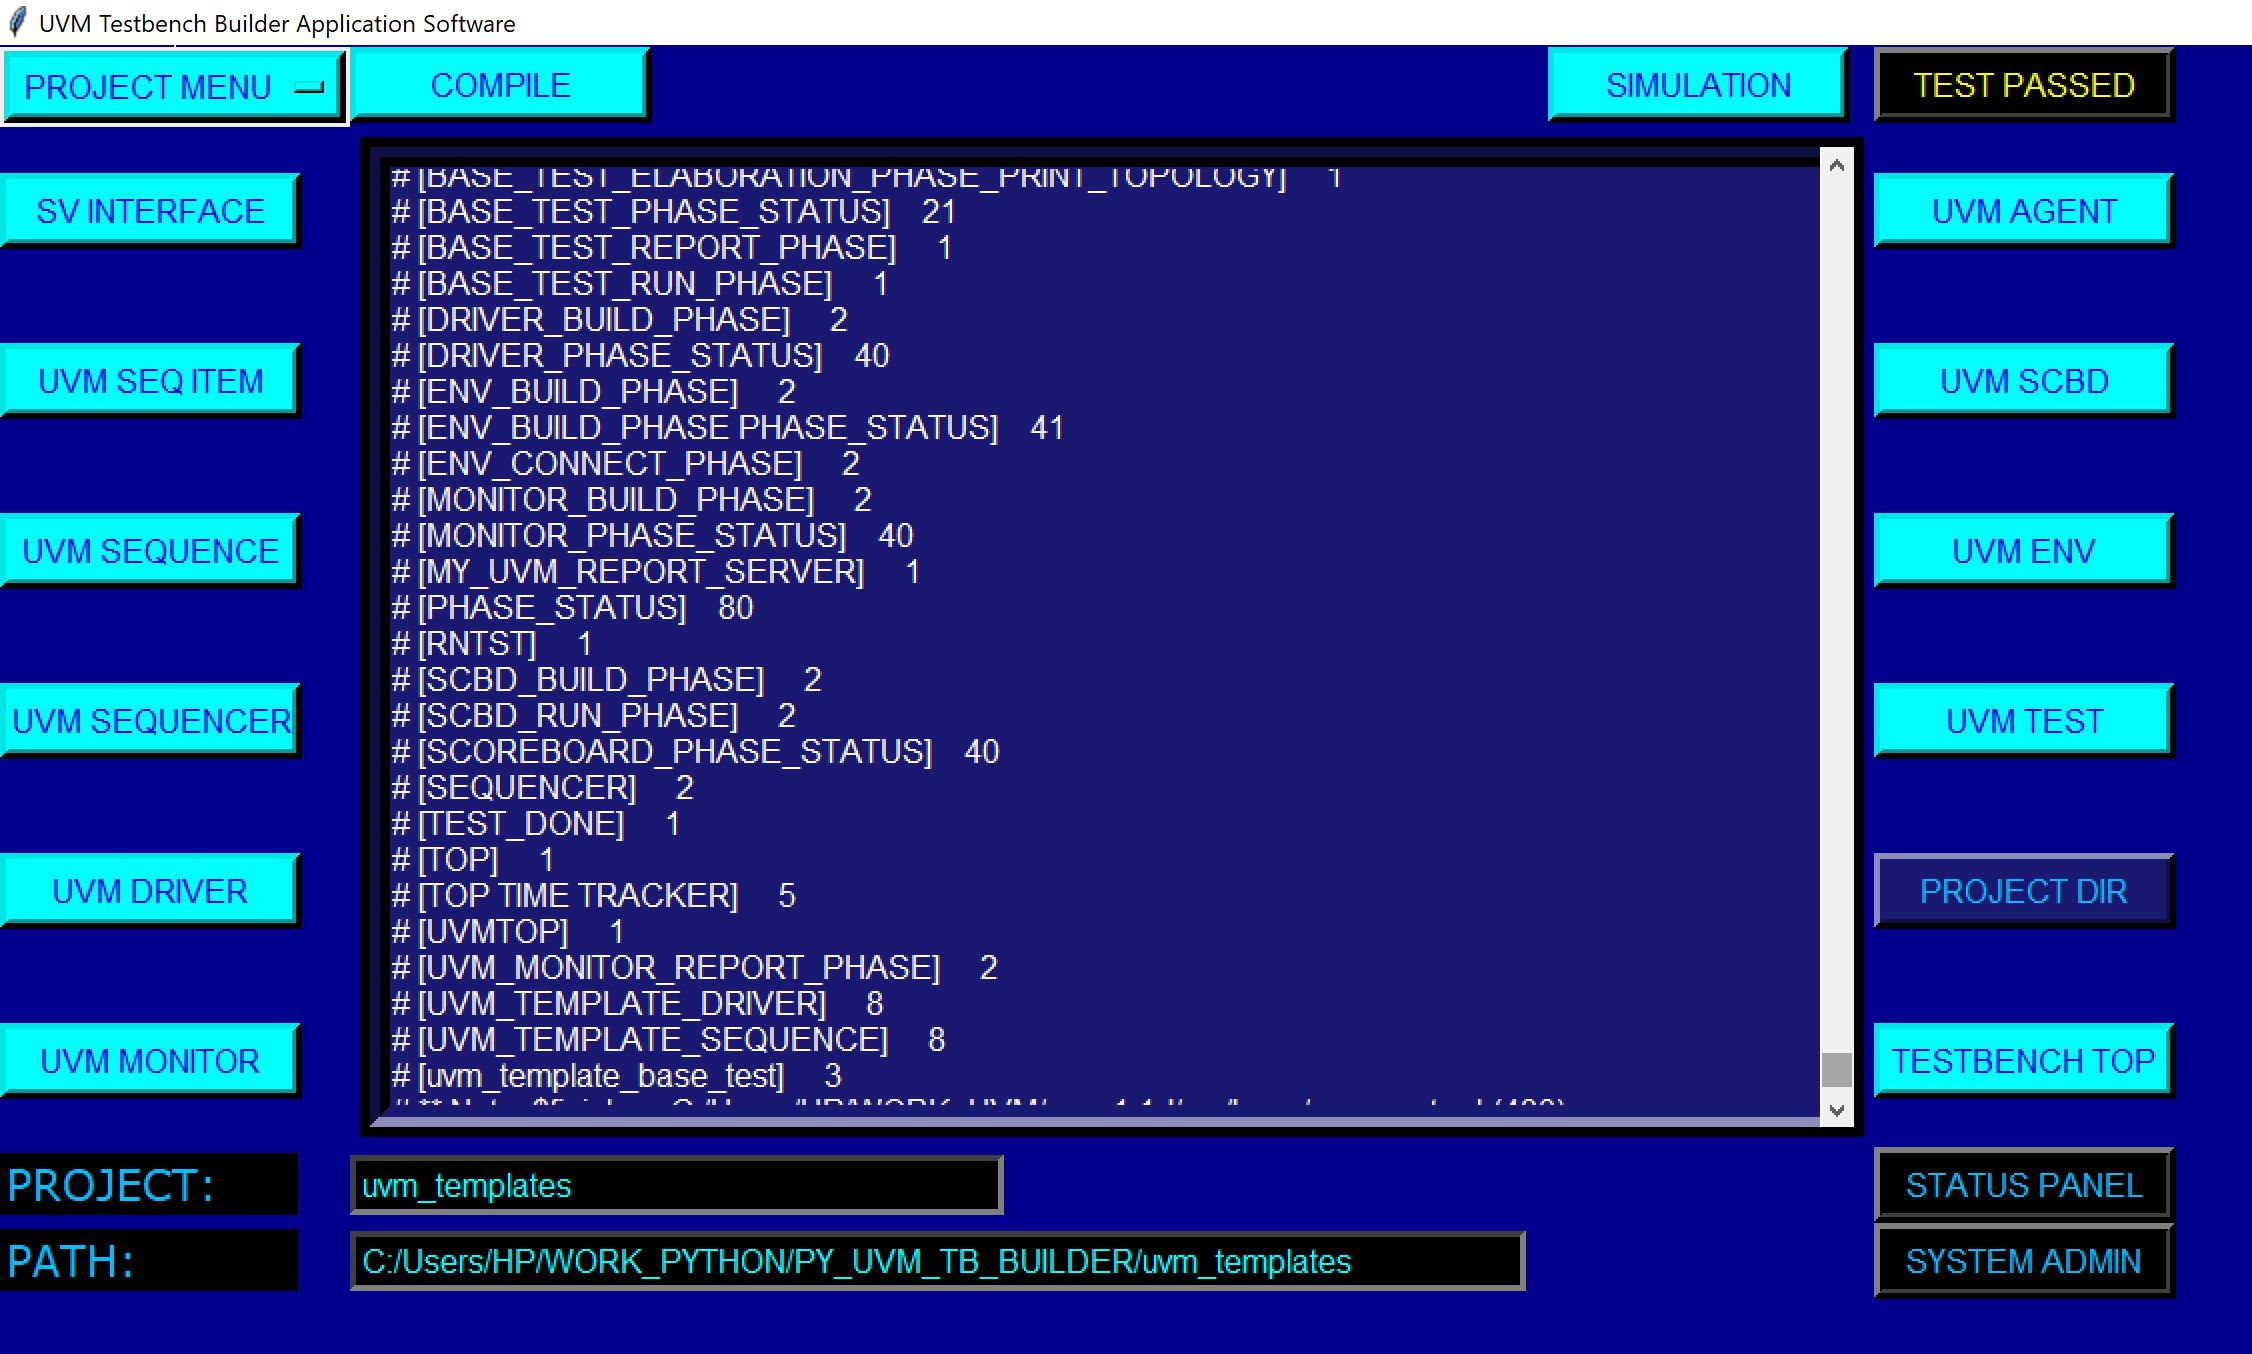 UVM Testbench Builder Application Software
PROJECT MENU
COMPILE
SIMULATION
TEST PASSED
SV INTERFACE
UVM SEQ ITEM
UVM SEQUENCE
UVM SEQUENCER
UVM DRIVER
UVM MONITOR
# [BASE_TEST_ELABORATION_PHASE_PRINT_TOPOLOGY] 1
# [BASE_TEST_PHASE_STATUS] 21
# [BASE_TEST_REPORT_PHASE] 1
# [BASE_TEST_RUN_PHASE] 1
# [DRIVER_BUILD_PHASE] 2
# [DRIVER_PHASE_STATUS] 40
# [ENV_BUILD_PHASE] 2
# [ENV_BUILD_PHASE PHASE_STATUS] 41
# [ENV_CONNECT_PHASE] 2
# [MONITOR_BUILD_PHASE] 2
# [MONITOR_PHASE_STATUS] 40
# [MY_UVM_REPORT_SERVER] 1
# [PHASE_STATUS] 80
# [RNTST] 1
# [SCBD_BUILD_PHASE] 2
# [SCBD_RUN_PHASE] 2
# [SCOREBOARD_PHASE_STATUS] 40
# [SEQUENCER] 2
# [TEST_DONE] 1
# [TOP] 1
# [TOP TIME TRACKER] 5
# [UVMTOP] 1
# [UVM_MONITOR_REPORT_PHASE] 2
# [UVM_TEMPLATE_DRIVER] 8
# [UVM_TEMPLATE_SEQUENCE] 8
# [uvm_template_base_test] 3
UVM AGENT
UVM SCBD
UVM ENV
UVM TEST
PROJECT DIR
TESTBENCH TOP
PROJECT:
uvm_templates
STATUS PANEL
PATH:
C:/Users/HP/WORK_PYTHON/PY_UVM_TB_BUILDER/uvm_templates
SYSTEM ADMIN